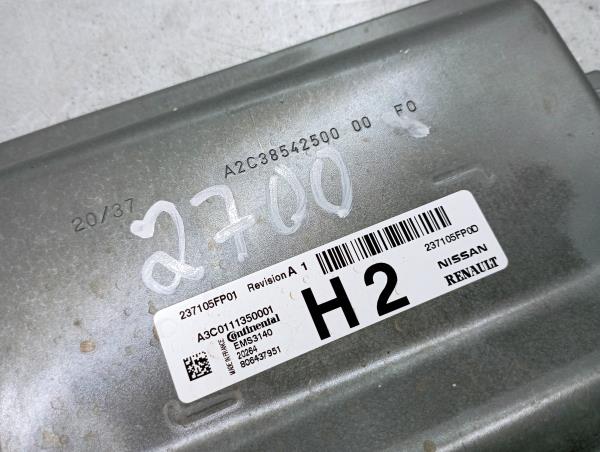 A2C38542500 00 F0
20/37
2700
237105FP01 Revision A 1
237105FP0D
A3C0111350001
Continental
EMS3140
20264
806437951
MADE IN FRANCE
H2
NISSAN
RENAULT